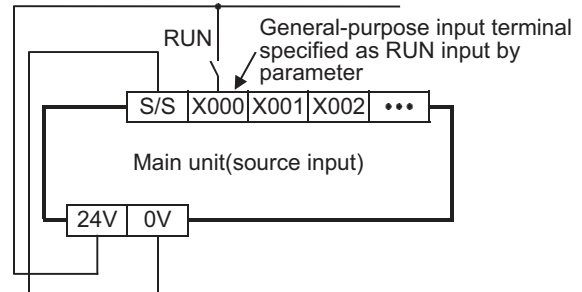 RUN
General-purpose input terminal
specified as RUN input by
parameter
S/S X000 X001 X002 •••
Main unit(source input)
24V 0V